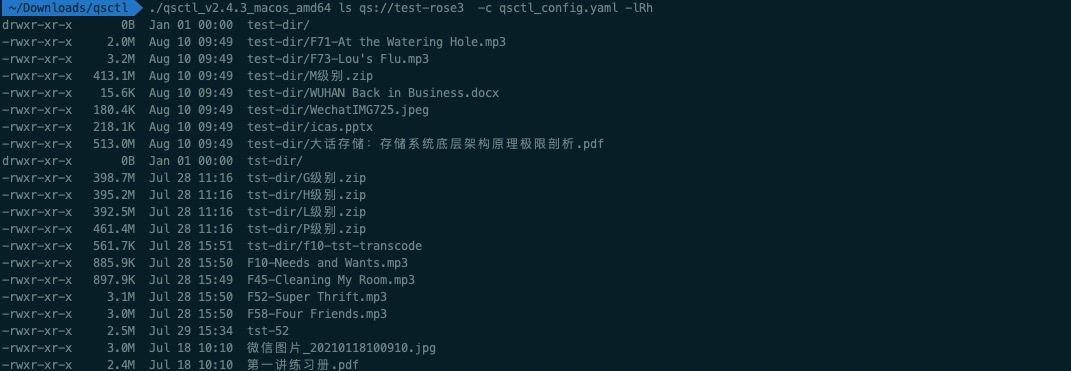 ~/Downloads/qsctl ./qsctl_v2.4.3_macos_amd64 ls qs://test-rose3 -c qsctl_config.yaml -lRh
drwxr-xr-x 0B Jan 01 00:00 test-dir/
-rwxr-xr-x 2.0M Aug 10 09:49 test-dir/F71-At the Watering Hole.mp3
-rwxr-xr-x 3.2M Aug 10 09:49 test-dir/F73-Lou's Flu.mp3
-rwxr-xr-x 413.1M Aug 10 09:49 test-dir/M级别.zip
-rwxr-xr-x 15.6K Aug 10 09:49 test-dir/WUHAN Back in Business.docx
-rwxr-xr-x 180.4K Aug 10 09:49 test-dir/WechatIMG725.jpeg
-rwxr-xr-x 218.1K Aug 10 09:49 test-dir/icas.pptx
-rwxr-xr-x 513.0M Aug 10 09:49 test-dir/大话存储：存储系统底层架构原理极限剖析.pdf
drwxr-xr-x 0B Jan 01 00:00 tst-dir/
-rwxr-xr-x 398.7M Jul 28 11:16 tst-dir/G级别.zip
-rwxr-xr-x 395.2M Jul 28 11:16 tst-dir/H级别.zip
-rwxr-xr-x 392.5M Jul 28 11:16 tst-dir/L级别.zip
-rwxr-xr-x 461.4M Jul 28 11:16 tst-dir/P级别.zip
-rwxr-xr-x 561.7K Jul 28 15:51 tst-dir/f10-tst-transcode
-rwxr-xr-x 885.9K Jul 28 15:50 F10-Needs and Wants.mp3
-rwxr-xr-x 897.9K Jul 28 15:49 F45-Cleaning My Room.mp3
-rwxr-xr-x 3.1M Jul 28 15:50 F52-Super Thrift.mp3
-rwxr-xr-x 3.0M Jul 28 15:50 F58-Four Friends.mp3
-rwxr-xr-x 2.5M Jul 29 15:34 tst-52
-rwxr-xr-x 3.0M Jul 18 10:10 微信图片_20210118100910.jpg
-rwxr-xr-x 2.4M Jul 18 10:10 第一讲练习册.pdf